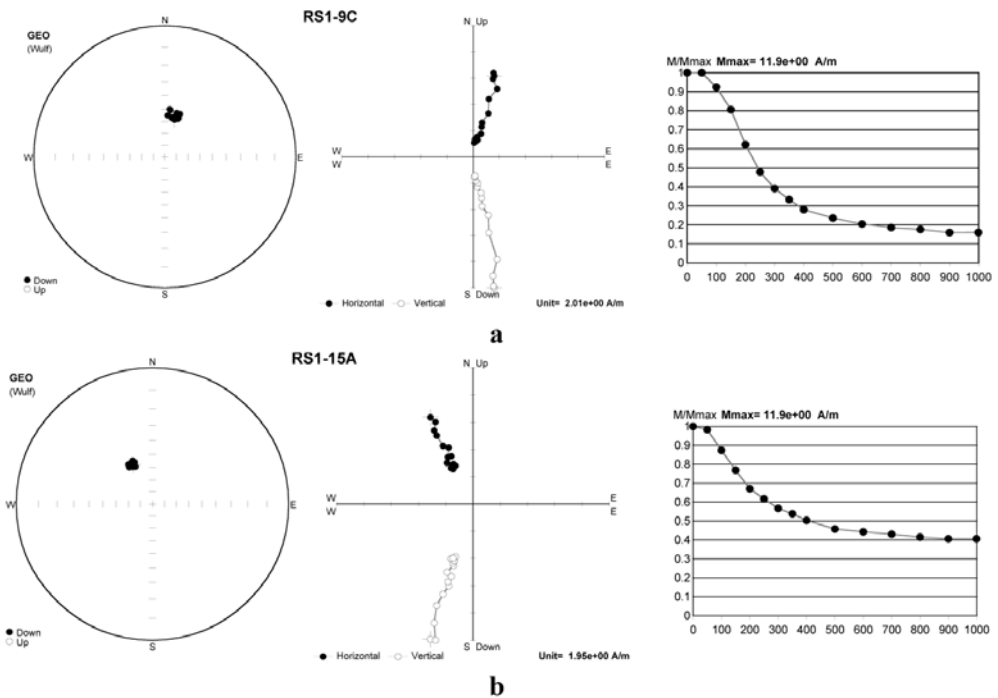 RS1-9C
GEO
(Wulf)
N
W
E
S
Down
Up
N Up
W
W
E
E
S Down
Horizontal Vertical Unit= 2.01e+00 A/m
M/Mmax Mmax= 11.9e+00 A/m
1
0.9
0.8
0.7
0.6
0.5
0.4
0.3
0.2
0.1
0
0 100 200 300 400 500 600 700 800 900 1000
a
RS1-15A
GEO
(Wulf)
N
W
E
S
Down
Up
N Up
W
W
E
E
S Down
Horizontal Vertical Unit= 1.95e+00 A/m
M/Mmax Mmax= 11.9e+00 A/m
1
0.9
0.8
0.7
0.6
0.5
0.4
0.3
0.2
0.1
0
0 100 200 300 400 500 600 700 800 900 1000
b